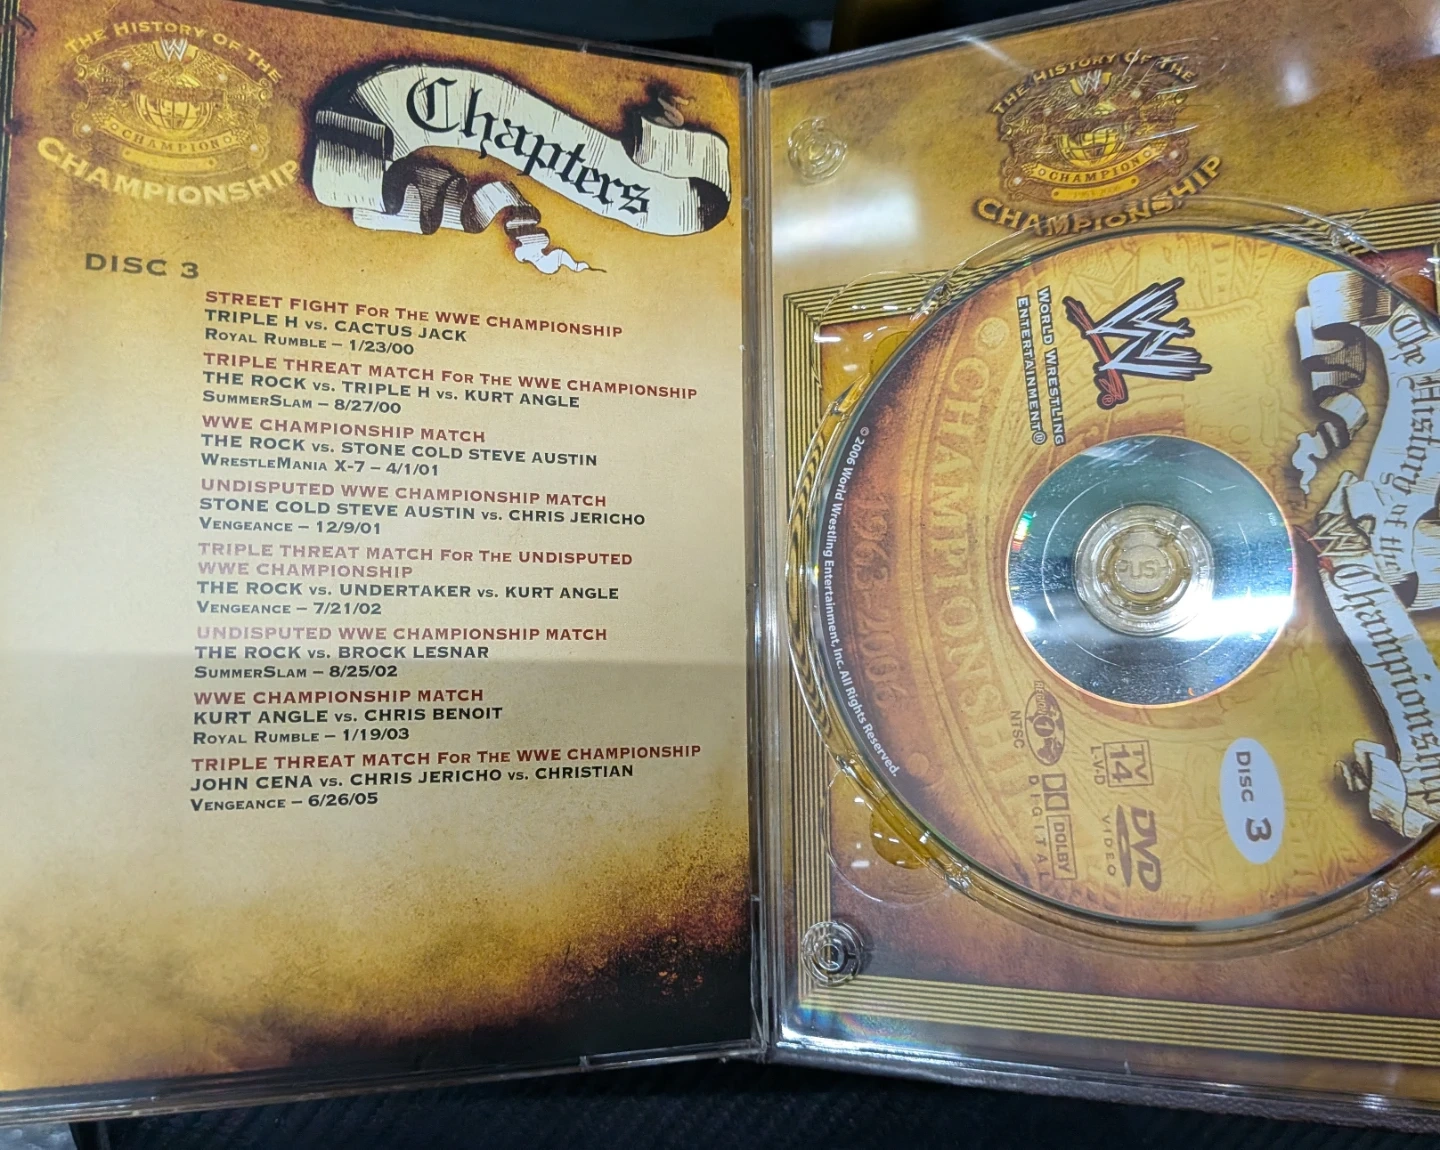 THE HISTORY OF THE
W
CHAMPION
CHAMPIONSHIP
Chapters
DISC 3
STREET FIGHT FOR THE WWE CHAMPIONSHIP
TRIPLE H VS. CACTUS JACK
ROYAL RUMBLE – 1/23/00
TRIPLE THREAT MATCH FOR THE WWE CHAMPIONSHIP
THE ROCK VS. TRIPLE H VS. KURT ANGLE
SUMMERSLAM – 8/27/00
WWE CHAMPIONSHIP MATCH
THE ROCK VS. STONE COLD STEVE AUSTIN
WRESTLEMANIA X-7 – 4/1/01
UNDISPUTED WWE CHAMPIONSHIP MATCH
STONE COLD STEVE AUSTIN VS. CHRIS JERICHO
VENGEANCE – 12/9/01
TRIPLE THREAT MATCH FOR THE UNDISPUTED
WWE CHAMPIONSHIP
THE ROCK VS. UNDERTAKER VS. KURT ANGLE
VENGEANCE – 7/21/02
UNDISPUTED WWE CHAMPIONSHIP MATCH
THE ROCK VS. BROCK LESNAR
SUMMERSLAM – 8/25/02
WWE CHAMPIONSHIP MATCH
KURT ANGLE VS. CHRIS BENOIT
ROYAL RUMBLE – 1/19/03
TRIPLE THREAT MATCH FOR THE WWE CHAMPIONSHIP
JOHN CENA VS. CHRIS JERICHO VS. CHRISTIAN
VENGEANCE – 6/26/05
THE HISTORY OF THE
W
CHAMPION
CHAMPIONSHIP
W
WORLD WRESTLING
ENTERTAINMENT®
The History
of the
W
Championship
CHAMPIONSHIP
1963-2006
© 2006 World Wrestling Entertainment, Inc. All Rights Reserved.
PUSH
NTSC
TV
14
L-V-D
DOLBY
DIGITAL
DVD
VIDEO
DISC 3